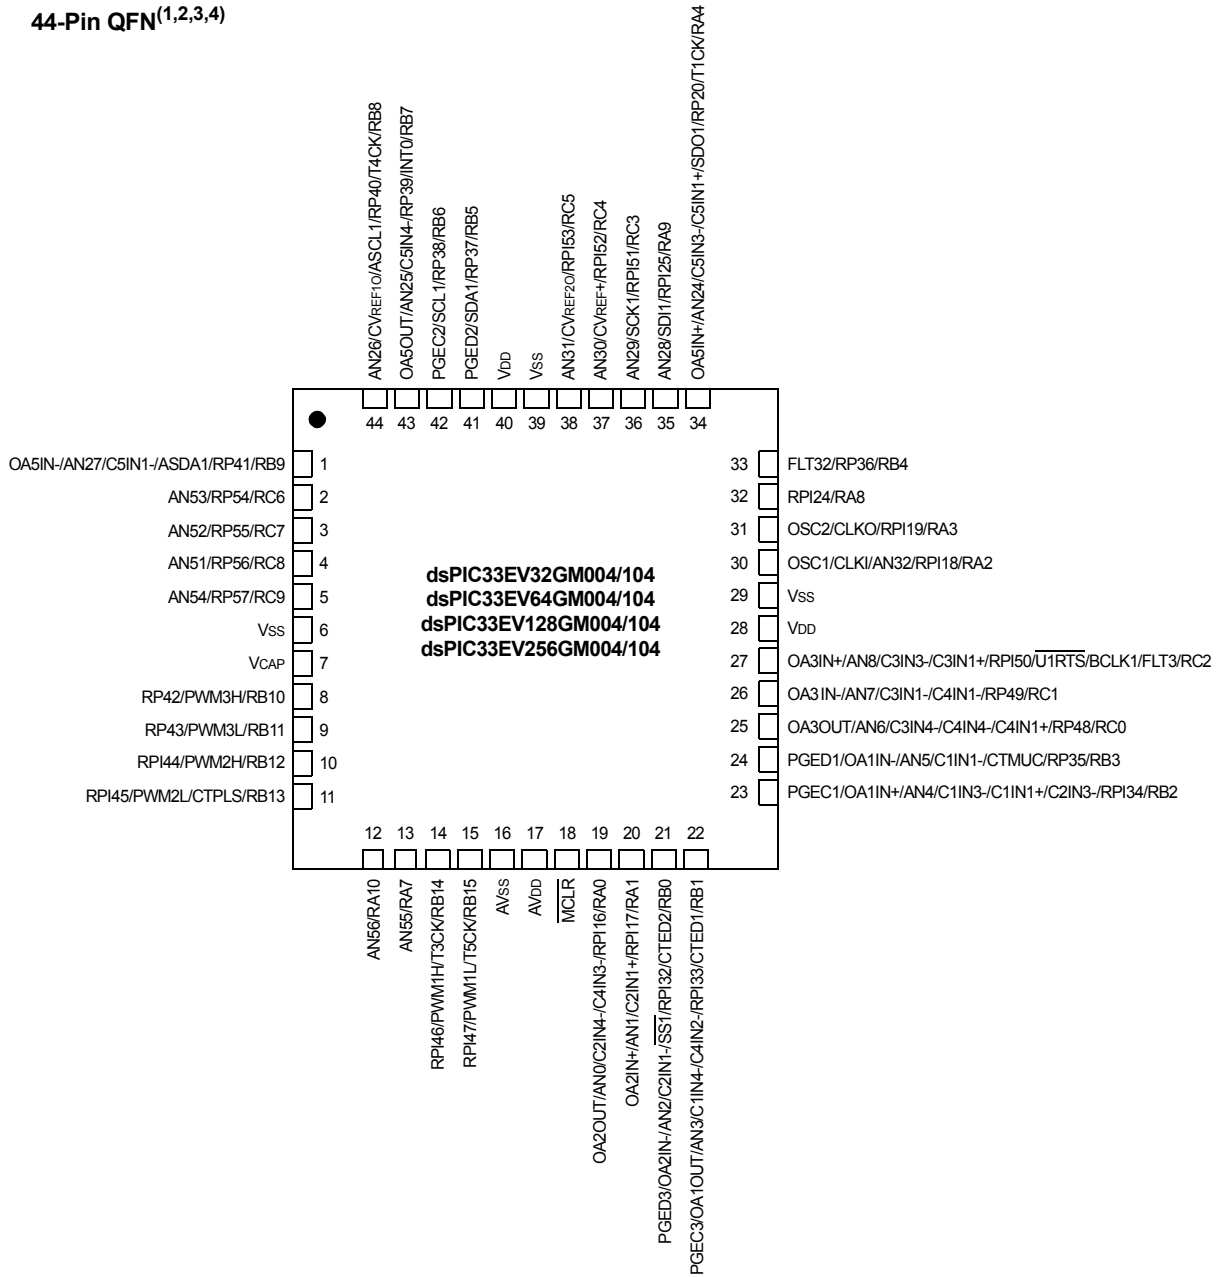 44-Pin QFN(1,2,3,4)
AN26/CVREF1O/ASCL1/RP40/T4CK/RB8
OA5OUT/AN25/C5IN4-/RP39/INT0/RB7
PGEC2/SCL1/RP38/RB6
PGED2/SDA1/RP37/RB5
VDD
VSS
AN31/CVREF2O/RPI53/RC5
AN30/CVREF+/RPI52/RC4
AN29/SCK1/RPI51/RC3
AN28/SDI1/RPI25/RA9
OA5IN+/AN24/C5IN3-/C5IN1+/SDO1/RP20/T1CK/RA4
44 43 42 41 40 39 38 37 36 35 34
OA5IN-/AN27/C5IN1-/ASDA1/RP41/RB9 1
AN53/RP54/RC6 2
AN52/RP55/RC7 3
AN51/RP56/RC8 4
AN54/RP57/RC9 5
VSS 6
VCAP 7
RP42/PWM3H/RB10 8
RP43/PWM3L/RB11 9
RPI44/PWM2H/RB12 10
RPI45/PWM2L/CTPLS/RB13 11
dsPIC33EV32GM004/104
dsPIC33EV64GM004/104
dsPIC33EV128GM004/104
dsPIC33EV256GM004/104
33 FLT32/RP36/RB4
32 RPI24/RA8
31 OSC2/CLKO/RPI19/RA3
30 OSC1/CLKI/AN32/RPI18/RA2
29 VSS
28 VDD
27 OA3IN+/AN8/C3IN3-/C3IN1+/RPI50/U1RTS/BCLK1/FLT3/RC2
26 OA3IN-/AN7/C3IN1-/C4IN1-/RP49/RC1
25 OA3OUT/AN6/C3IN4-/C4IN4-/C4IN1+/RP48/RC0
24 PGED1/OA1IN-/AN5/C1IN1-/CTMUC/RP35/RB3
23 PGEC1/OA1IN+/AN4/C1IN3-/C1IN1+/C2IN3-/RPI34/RB2
12 13 14 15 16 17 18 19 20 21 22
AN56/RA10
AN55/RA7
RPI46/PWM1H/T3CK/RB14
RPI47/PWM1L/T5CK/RB15
AVSS
AVDD
MCLR
OA2OUT/AN0/C2IN4-/C4IN3-/RPI16/RA0
OA2IN+/AN1/C2IN1+/RPI17/RA1
PGED3/OA2IN-/AN2/C2IN1-/SS1/RPI32/CTED2/RB0
PGEC3/OA1OUT/AN3/C1IN4-/C4IN2-/RPI33/CTED1/RB1